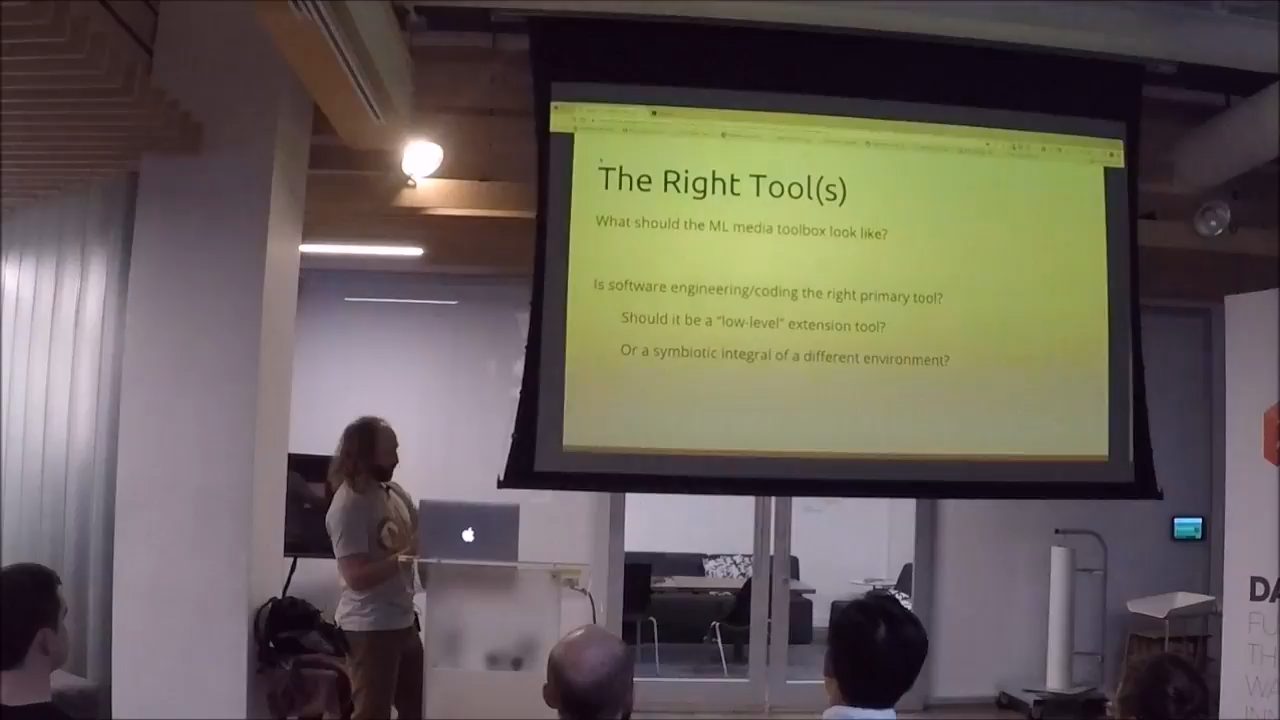 The Right Tool(s)
What should the ML media toolbox look like?
Is software engineering/coding the right primary tool?
Should it be a “low-level” extension tool?
Or a symbiotic integral of a different environment?
DA
FU
TH
WA
INN